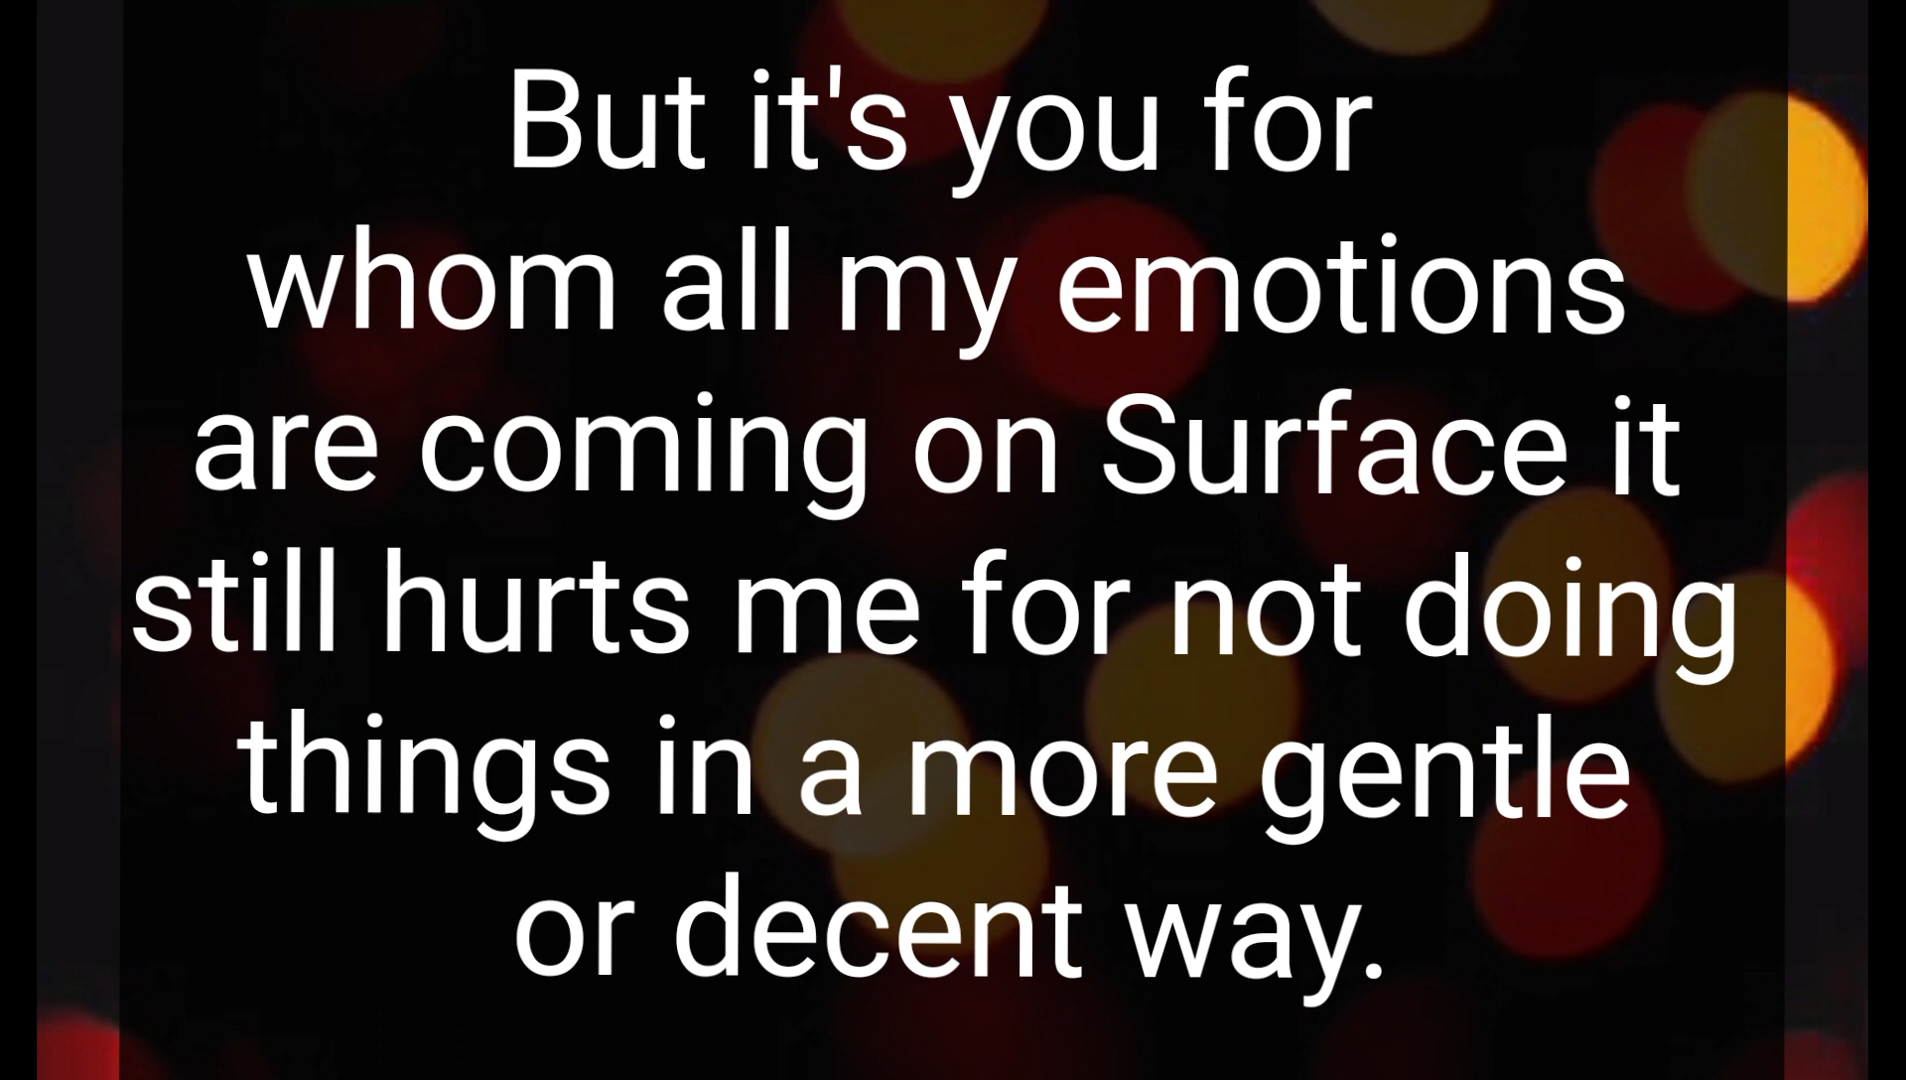 But it's you for
whom all my emotions
are coming on Surface it
still hurts me for not doing
things in a more gentle
or decent way.